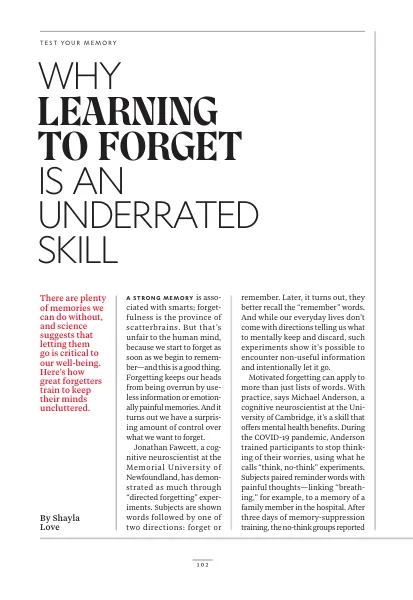 TEST YOUR MEMORY
WHY
LEARNING
TO FORGET
IS AN
UNDERRATED
SKILL
There are plenty
of memories we
can do without,
and science
suggests that
letting them
go is critical to
our well-being.
Here's how
great forgetters
train to keep
their minds
uncluttered.
By Shayla
Love
A STRONG MEMORY is asso-
ciated with smarts; forget-
fulness is the province of
scatterbrains. But that's
unfair to the human mind,
because we start to forget as
soon as we begin to remem-
ber—and this is a good thing.
Forgetting keeps our heads
from being overrun by use-
less information or emotion-
ally painful memories. And it
turns out we have a surpris-
ing amount of control over
what we want to forget.
Jonathan Fawcett, a cog-
nitive neuroscientist at the
Memorial University of
Newfoundland, has demon-
strated as much through
“directed forgetting” exper-
iments. Subjects are shown
words followed by one of
two directions: forget or
remember. Later, it turns out, they
better recall the “remember” words.
And while our everyday lives don't
come with directions telling us what
to mentally keep and discard, such
experiments show it's possible to
encounter non-useful information
and intentionally let it go.
Motivated forgetting can apply to
more than just lists of words. With
practice, says Michael Anderson, a
cognitive neuroscientist at the Uni-
versity of Cambridge, it's a skill that
offers mental health benefits. During
the COVID-19 pandemic, Anderson
trained participants to stop think-
ing of their worries, using what he
calls “think, no-think” experiments.
Subjects paired reminder words with
painful thoughts—linking “breath-
ing,” for example, to a memory of a
family member in the hospital. After
three days of memory-suppression
training, the no-think groups reported
102